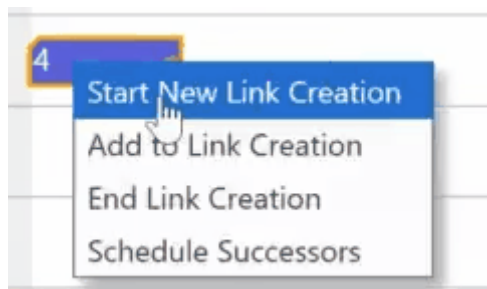 4
Start New Link Creation
Add to Link Creation
End Link Creation
Schedule Successors